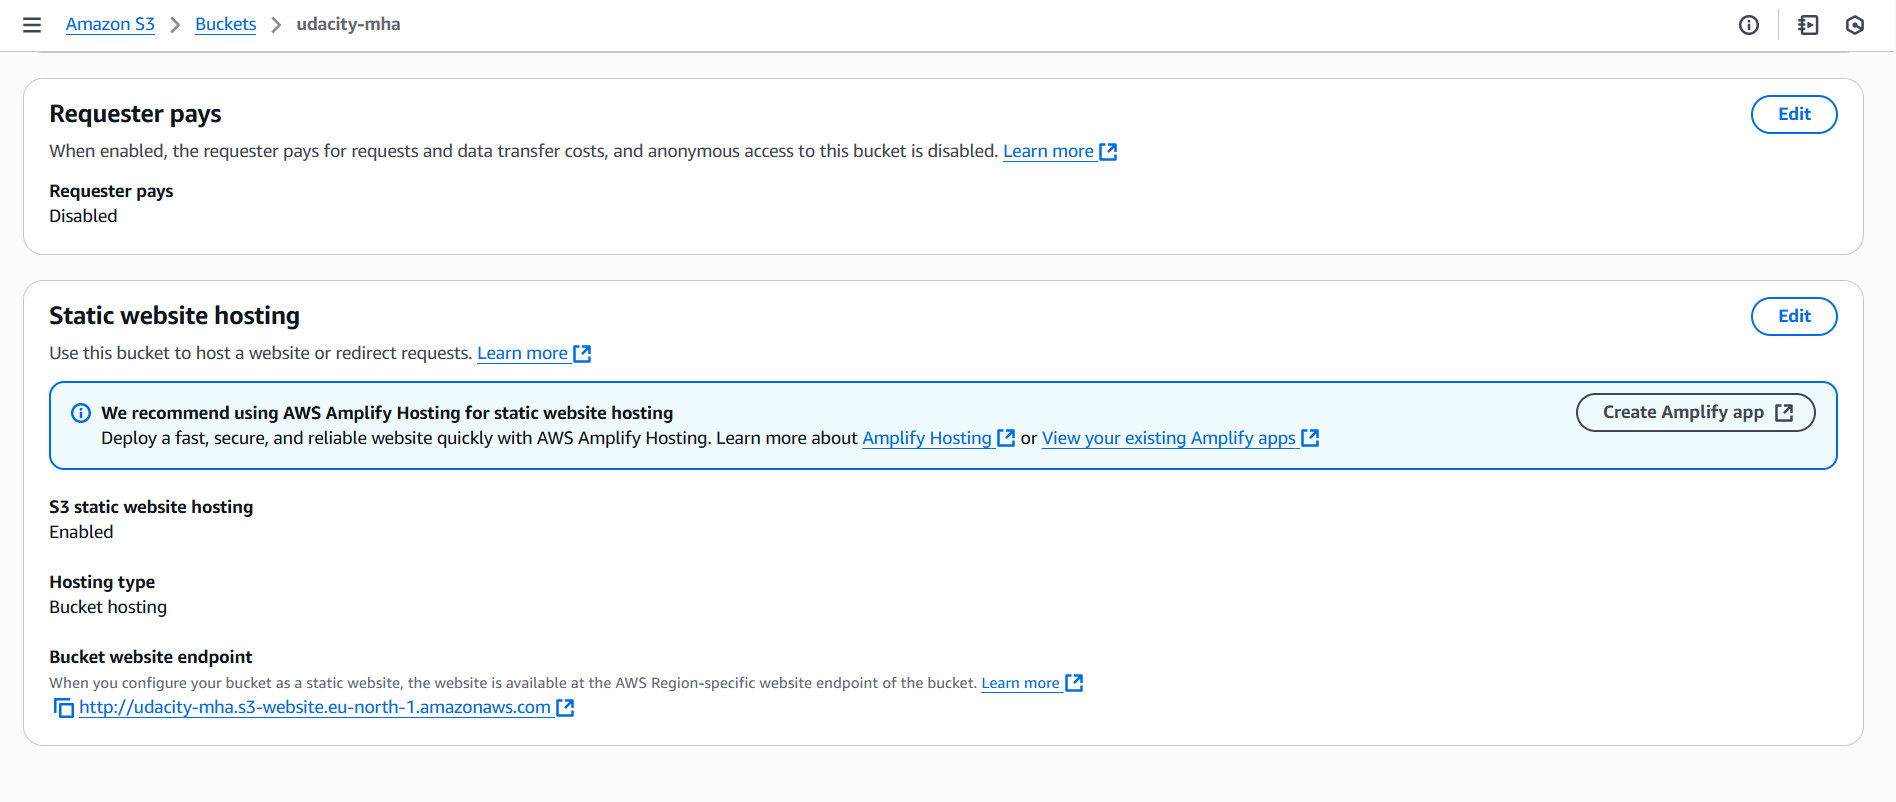 Amazon S3 > Buckets > udacity-mha
Requester pays
Edit
When enabled, the requester pays for requests and data transfer costs, and anonymous access to this bucket is disabled. Learn more
Requester pays
Disabled
Static website hosting
Edit
Use this bucket to host a website or redirect requests. Learn more
We recommend using AWS Amplify Hosting for static website hosting
Create Amplify app
Deploy a fast, secure, and reliable website quickly with AWS Amplify Hosting. Learn more about Amplify Hosting or View your existing Amplify apps
S3 static website hosting
Enabled
Hosting type
Bucket hosting
Bucket website endpoint
When you configure your bucket as a static website, the website is available at the AWS Region-specific website endpoint of the bucket. Learn more
http://udacity-mha.s3-website.eu-north-1.amazonaws.com